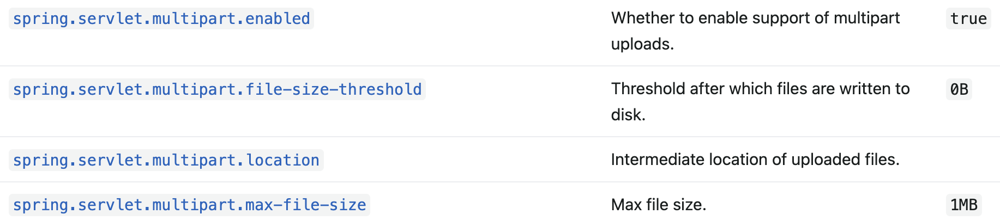 spring.servlet.multipart.enabled
Whether to enable support of multipart
uploads.
true
spring.servlet.multipart.file-size-threshold
Threshold after which files are written to
disk.
0B
spring.servlet.multipart.location
Intermediate location of uploaded files.
spring.servlet.multipart.max-file-size
Max file size.
1MB